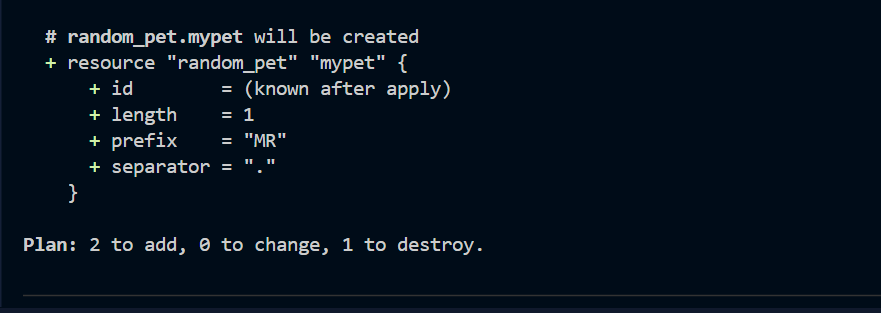 # random_pet.mypet will be created
+ resource "random_pet" "mypet" {
+ id = (known after apply)
+ length = 1
+ prefix = "MR"
+ separator = "."
}
Plan: 2 to add, 0 to change, 1 to destroy.